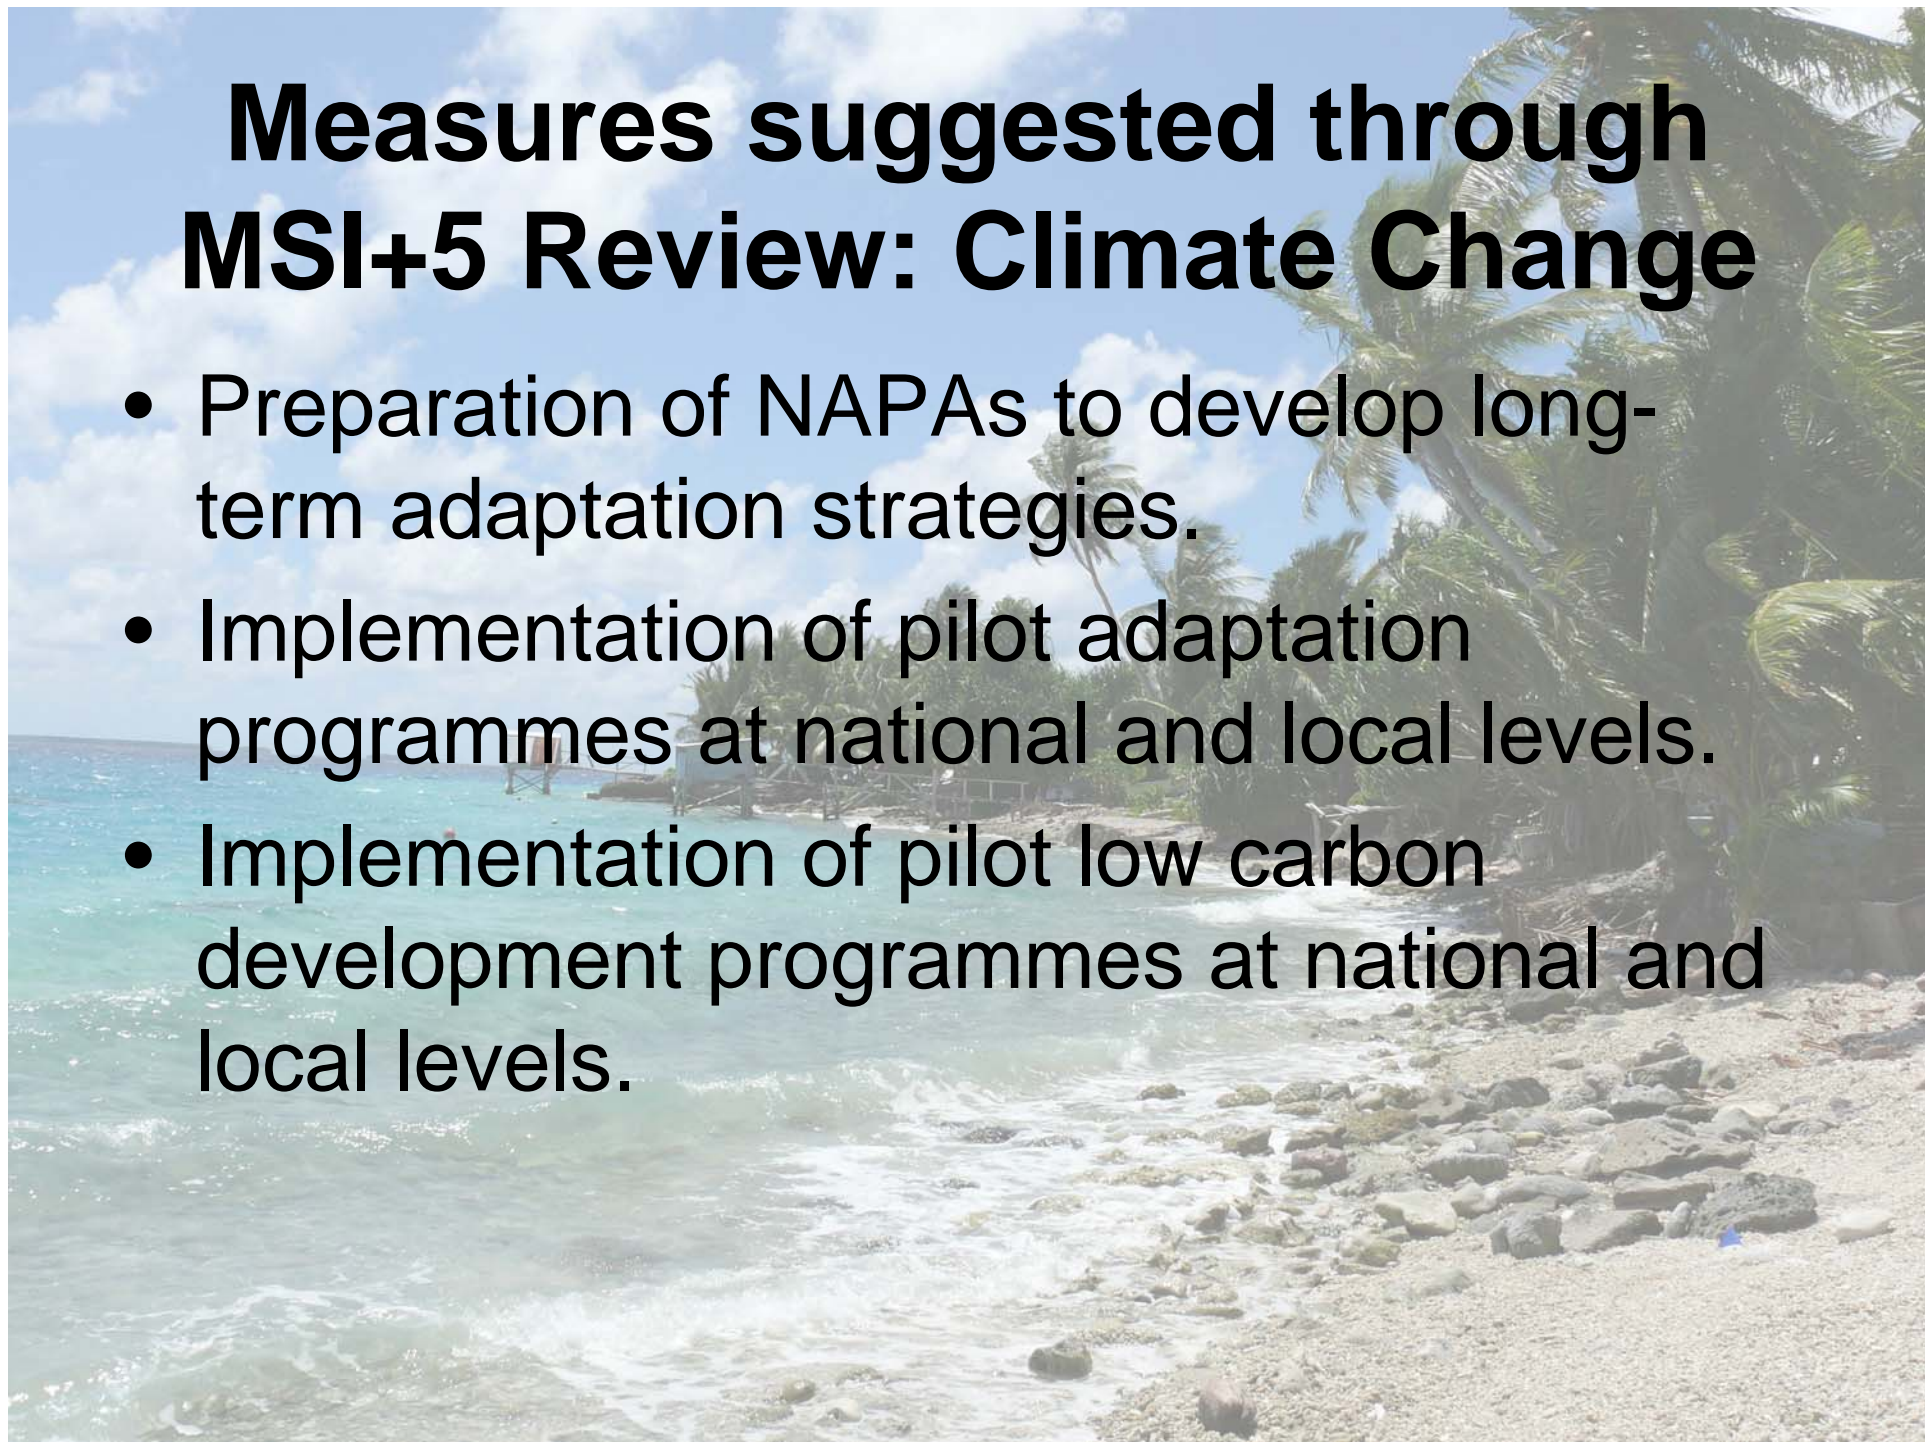 Measures suggested through
MSI+5 Review: Climate Change
• Preparation of NAPAs to develop long-
term adaptation strategies.
• Implementation of pilot adaptation
programmes at national and local levels.
• Implementation of pilot low carbon
development programmes at national and
local levels.